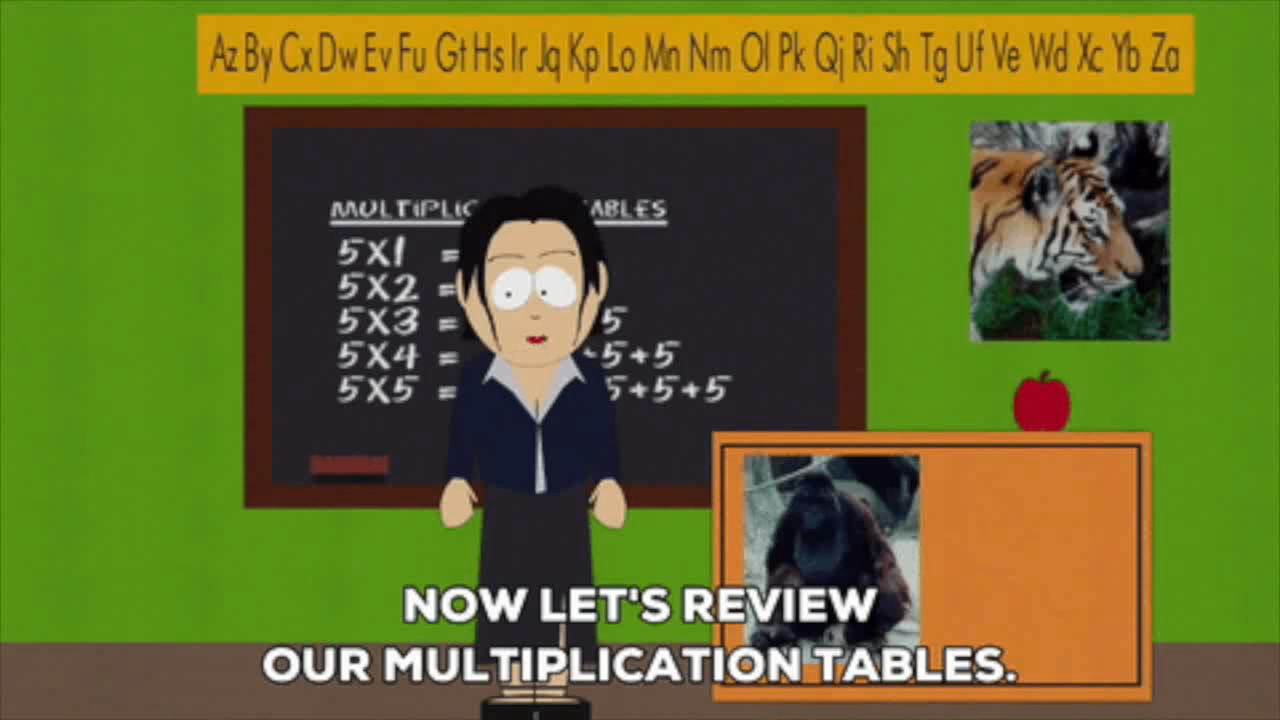 Az By Cx Dw Ev Fu Gt Hs Ir Jq Kp Lo Mn Nm Ol Pk Qj Ri Sh Tg Uf Ve Wd Xc Yb Za
MULTIPLIC ABLES
5X1 =
5X2 =
5X3 = 5
5X4 = +5+5
5X5 = 5+5+5
NOW LET'S REVIEW
OUR MULTIPLICATION TABLES.